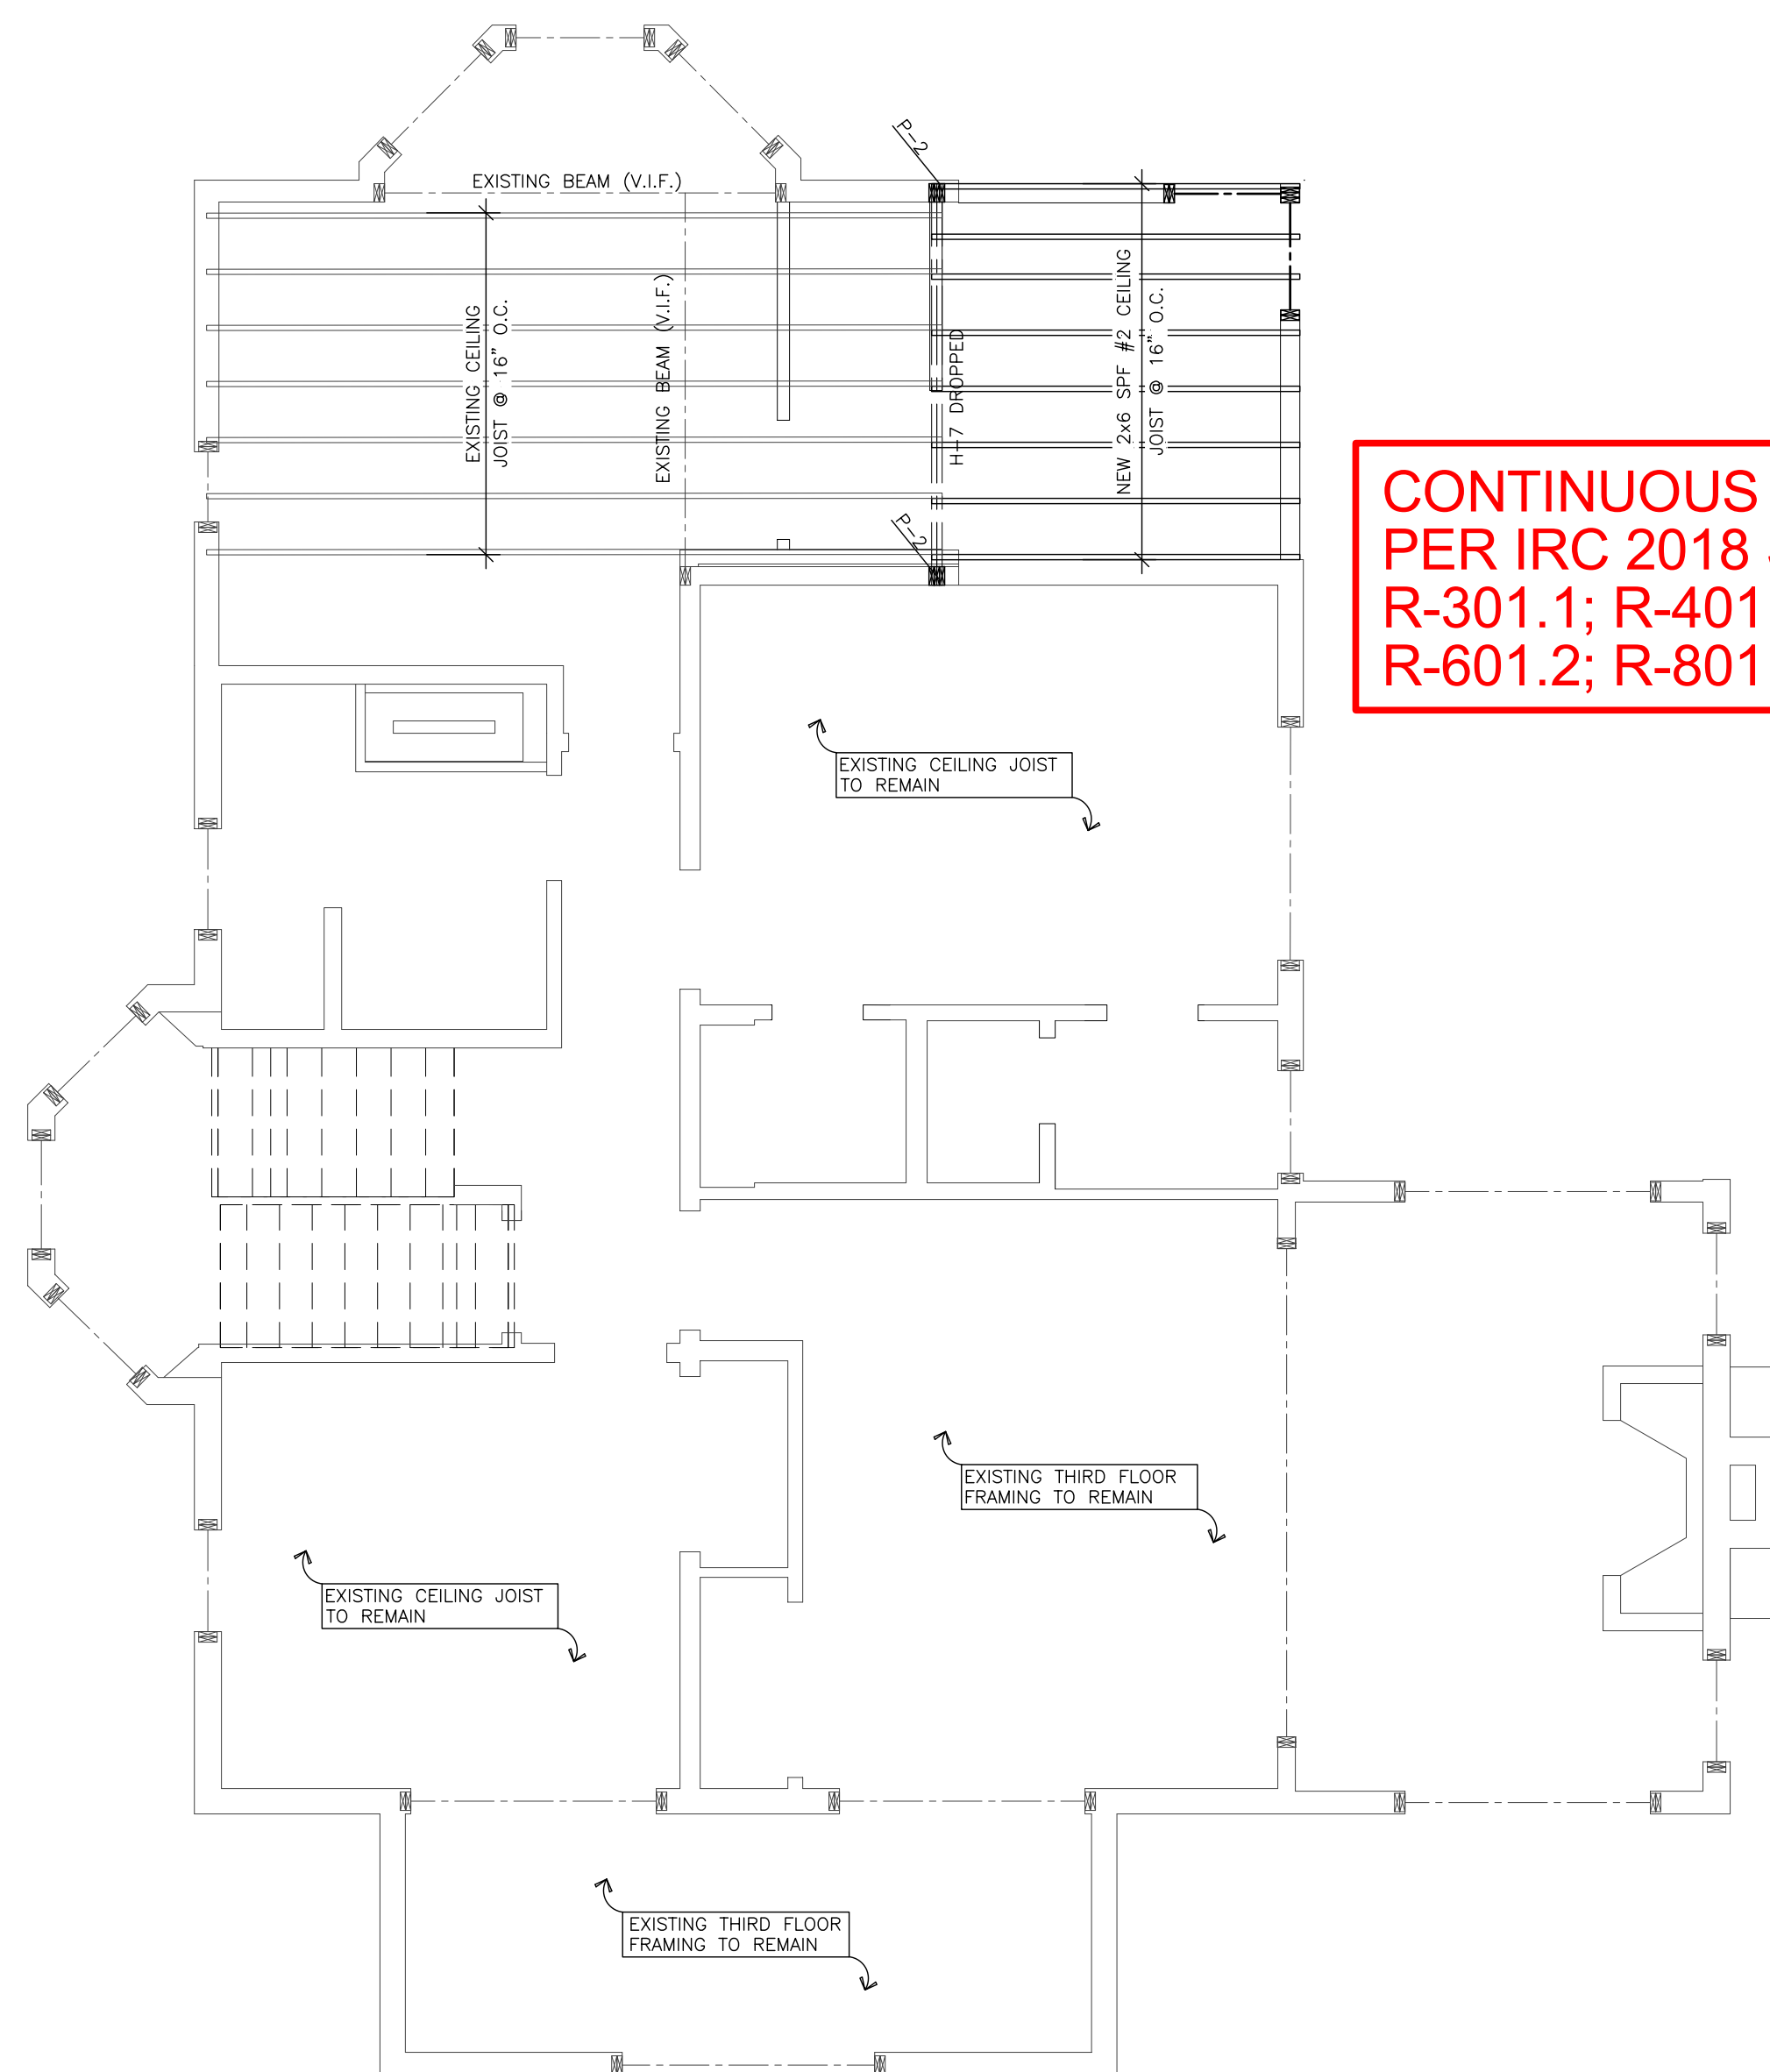 P-2
EXISTING BEAM (V.I.F.)
EXISTING CEILING
JOIST @ 16" O.C.
EXISTING BEAM (V.I.F.)
H-7 DROPPED
NEW 2x6 SPF #2 CEILING
JOIST @ 16" O.C.
P-2
CONTINUOUS
PER IRC 2018
R-301.1; R-401
R-601.2; R-801
EXISTING CEILING JOIST
TO REMAIN
EXISTING THIRD FLOOR
FRAMING TO REMAIN
EXISTING CEILING JOIST
TO REMAIN
EXISTING THIRD FLOOR
FRAMING TO REMAIN